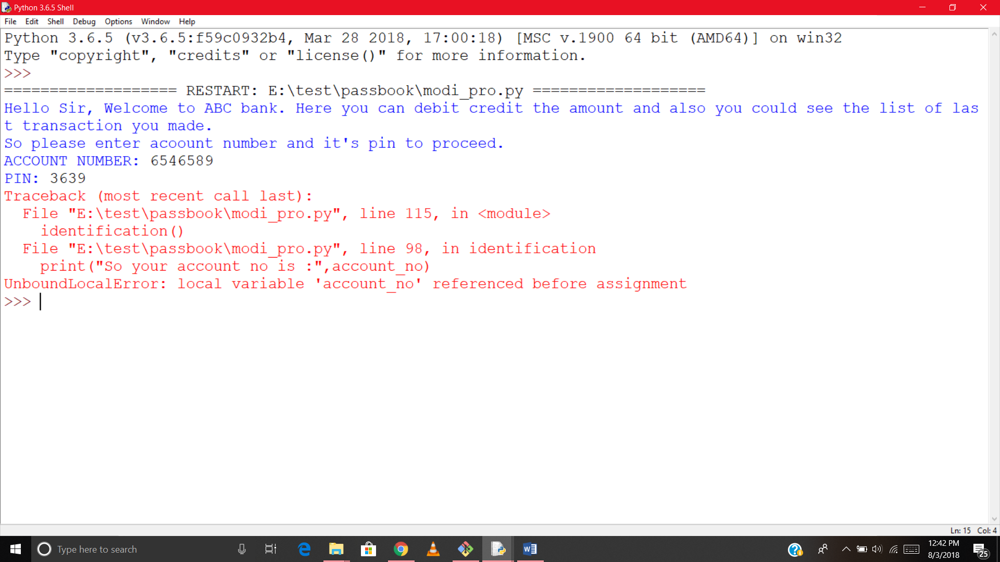 Python 3.6.5 Shell
File Edit Shell Debug Options Window Help
Python 3.6.5 (v3.6.5:f59c0932b4, Mar 28 2018, 17:00:18) [MSC v.1900 64 bit (AMD64)] on win32
Type "copyright", "credits" or "license()" for more information.
>>>
=================== RESTART: E:\test\passbook\modi_pro.py ===================
Hello Sir, Welcome to ABC bank. Here you can debit credit the amount and also you could see the list of las
t transaction you made.
So please enter acoount number and it's pin to proceed.
ACCOUNT NUMBER: 6546589
PIN: 3639
Traceback (most recent call last):
  File "E:\test\passbook\modi_pro.py", line 115, in <module>
    identification()
  File "E:\test\passbook\modi_pro.py", line 98, in identification
    print("So your account no is :",account_no)
UnboundLocalError: local variable 'account_no' referenced before assignment
>>>
Ln: 15 Col: 4
Type here to search
12:42 PM
8/3/2018
25